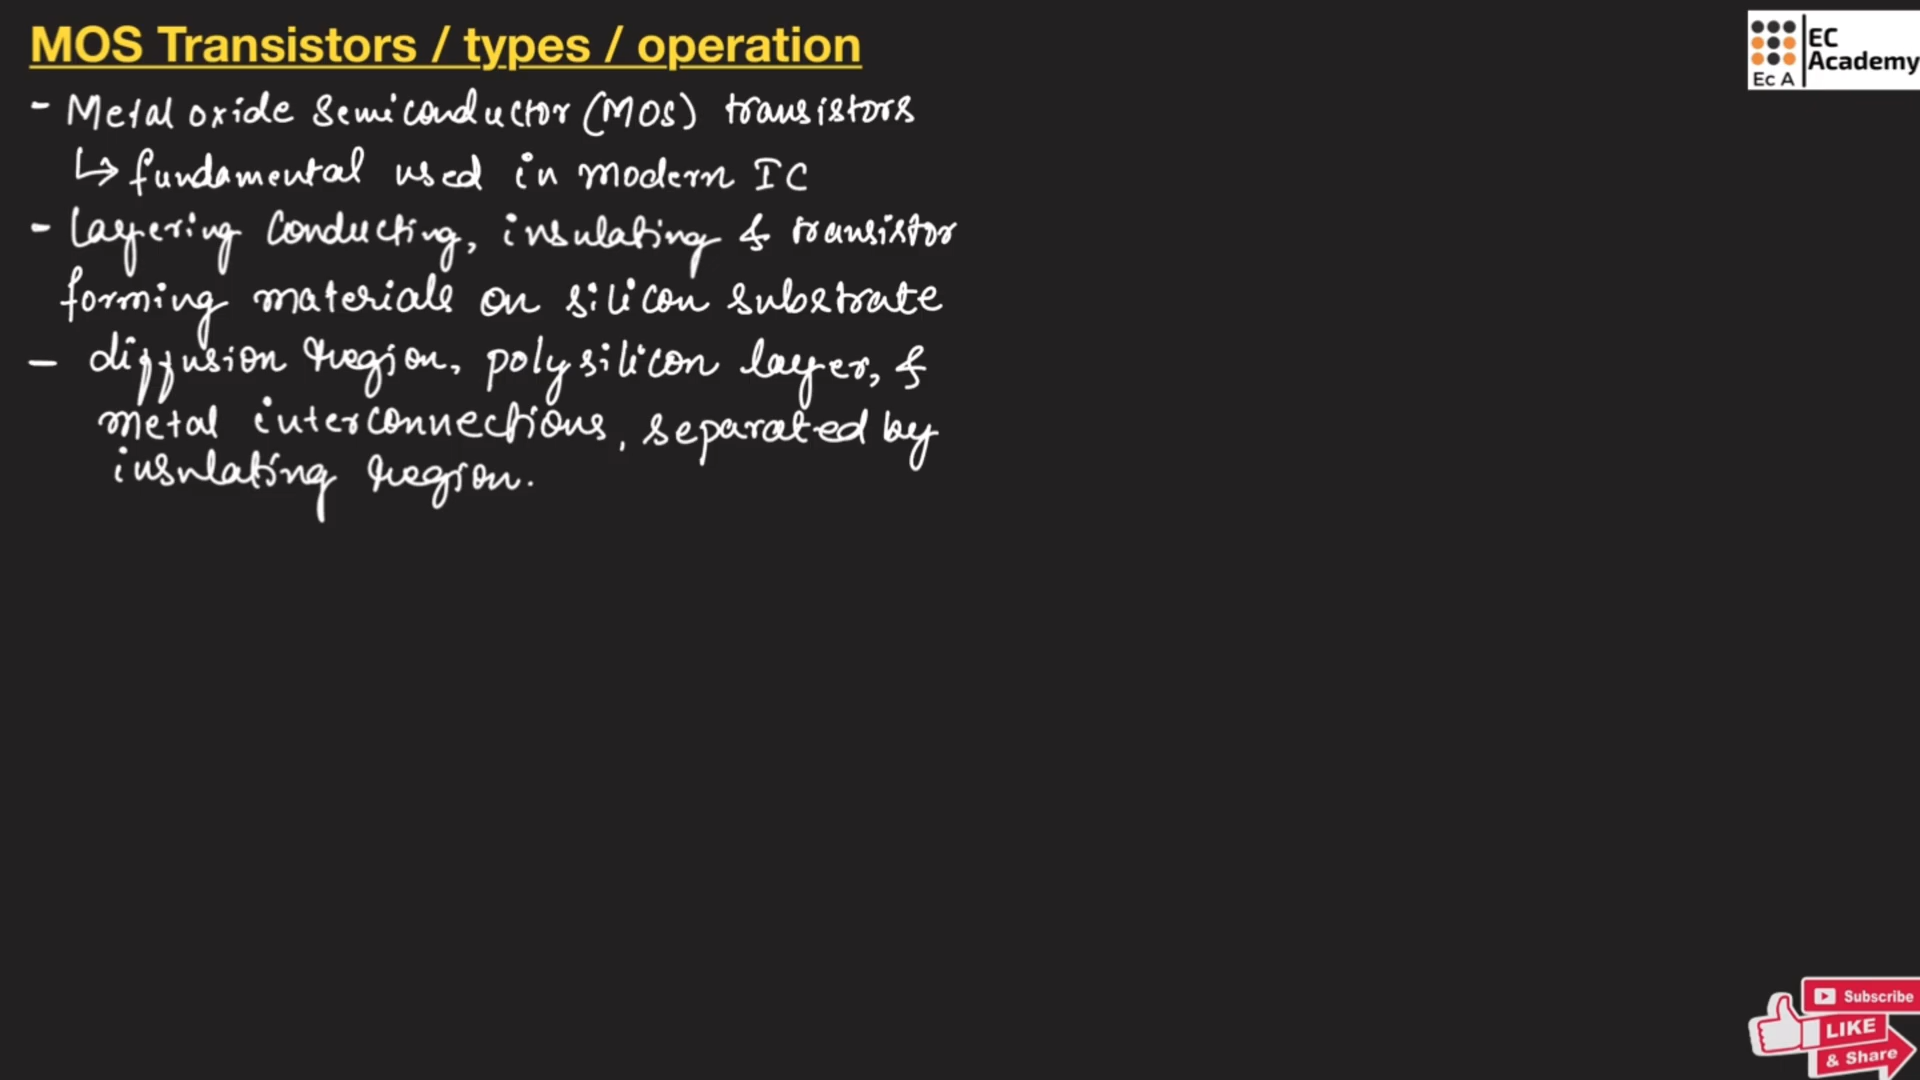 MOS Transistors / types / operation
- Metal oxide semiconductor (MOS) transistors
↳ fundamental used in modern IC
- Layering conducting, insulating & transistor
forming materials on silicon substrate
- diffusion region, polysilicon layer, &
metal interconnections, separated by
insulating region.
EC
Academy
Ec A
Subscribe
LIKE
& Share